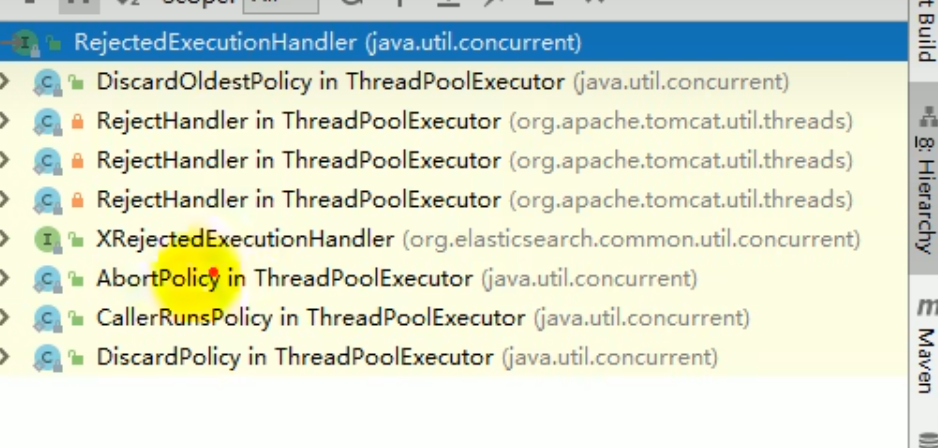 RejectedExecutionHandler (java.util.concurrent)
DiscardOldestPolicy in ThreadPoolExecutor (java.util.concurrent)
RejectHandler in ThreadPoolExecutor (org.apache.tomcat.util.threads)
RejectHandler in ThreadPoolExecutor (org.apache.tomcat.util.threads)
RejectHandler in ThreadPoolExecutor (org.apache.tomcat.util.threads)
XRejectedExecutionHandler (org.elasticsearch.common.util.concurrent)
AbortPolicy in ThreadPoolExecutor (java.util.concurrent)
CallerRunsPolicy in ThreadPoolExecutor (java.util.concurrent)
DiscardPolicy in ThreadPoolExecutor (java.util.concurrent)
Build
8: Hierarchy
m Maven